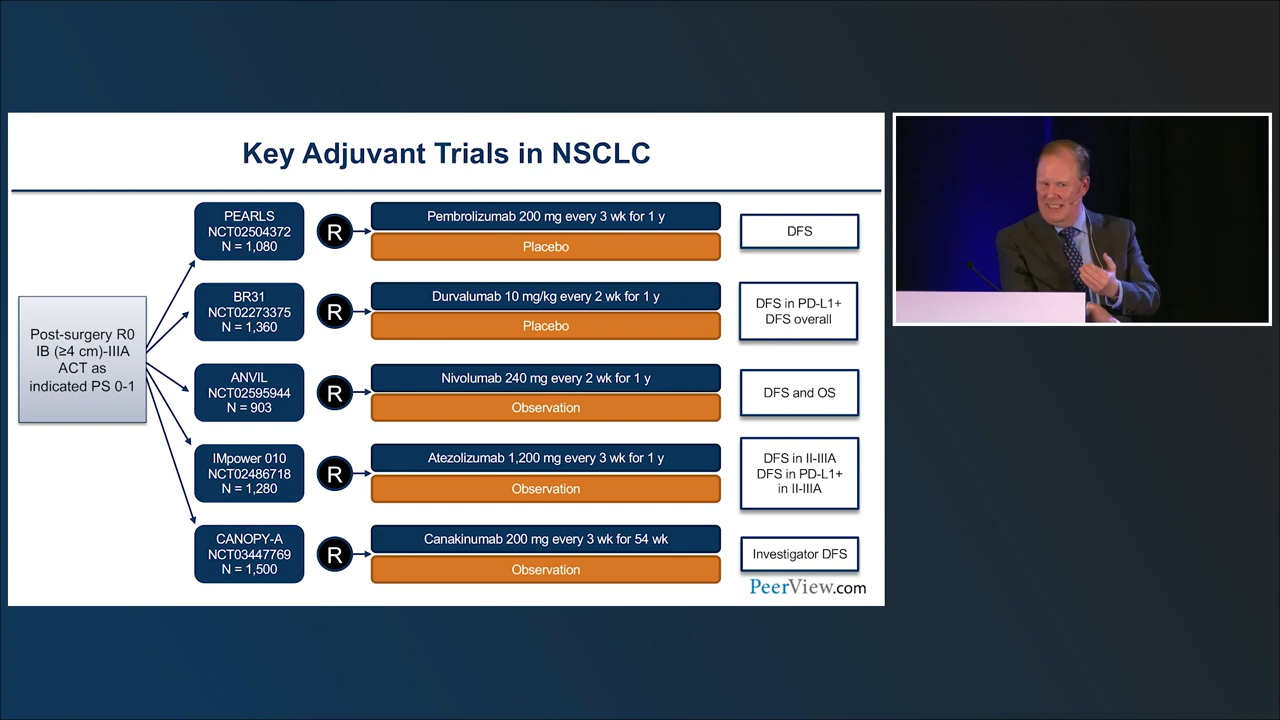 Key Adjuvant Trials in NSCLC
Post-surgery R0
IB (≥4 cm)-IIIA
ACT as
indicated PS 0-1
PEARLS
NCT02504372
N = 1,080
R
Pembrolizumab 200 mg every 3 wk for 1 y
Placebo
DFS
BR31
NCT02273375
N = 1,360
R
Durvalumab 10 mg/kg every 2 wk for 1 y
Placebo
DFS in PD-L1+
DFS overall
ANVIL
NCT02595944
N = 903
R
Nivolumab 240 mg every 2 wk for 1 y
Observation
DFS and OS
IMpower 010
NCT02486718
N = 1,280
R
Atezolizumab 1,200 mg every 3 wk for 1 y
Observation
DFS in II-IIIA
DFS in PD-L1+
in II-IIIA
CANOPY-A
NCT03447769
N = 1,500
R
Canakinumab 200 mg every 3 wk for 54 wk
Observation
Investigator DFS
PeerView.com